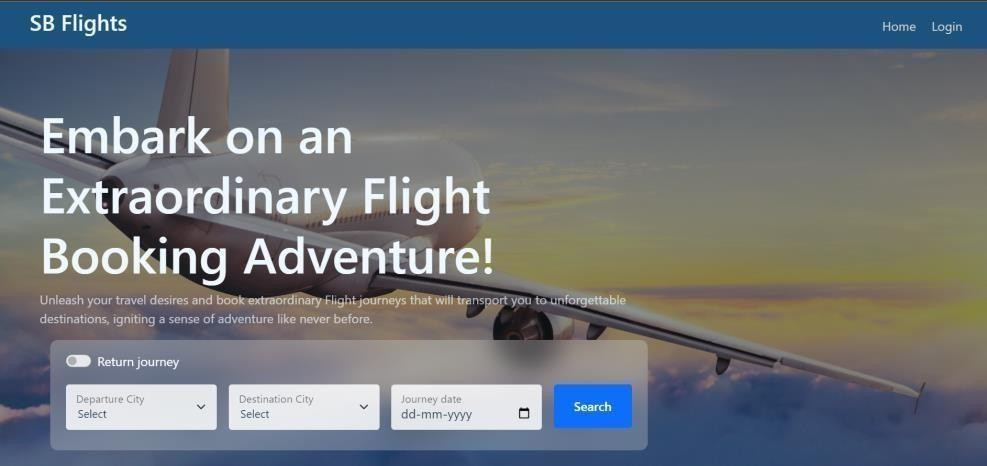 SB Flights
Home Login
Embark on an
Extraordinary Flight
Booking Adventure!
Unleash your travel desires and book extraordinary Flight journeys that will transport you to unforgettable
destinations, igniting a sense of adventure like never before.
Return journey
Departure City
Select
Destination City
Select
Journey date
dd-mm-yyyy
Search